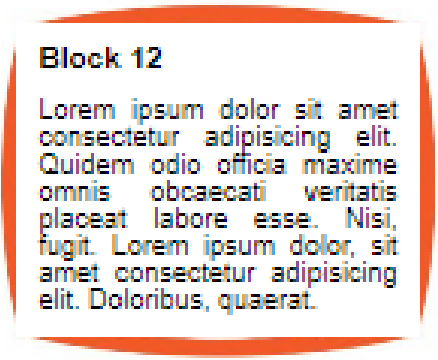 Block 12
Lorem ipsum dolor sit amet
consectetur adipisicing elit.
Quidem odio officia maxime
omnis obcaecati veritatis
placeat labore esse. Nisi,
fugit. Lorem ipsum dolor, sit
amet consectetur adipisicing
elit. Doloribus, quaerat.